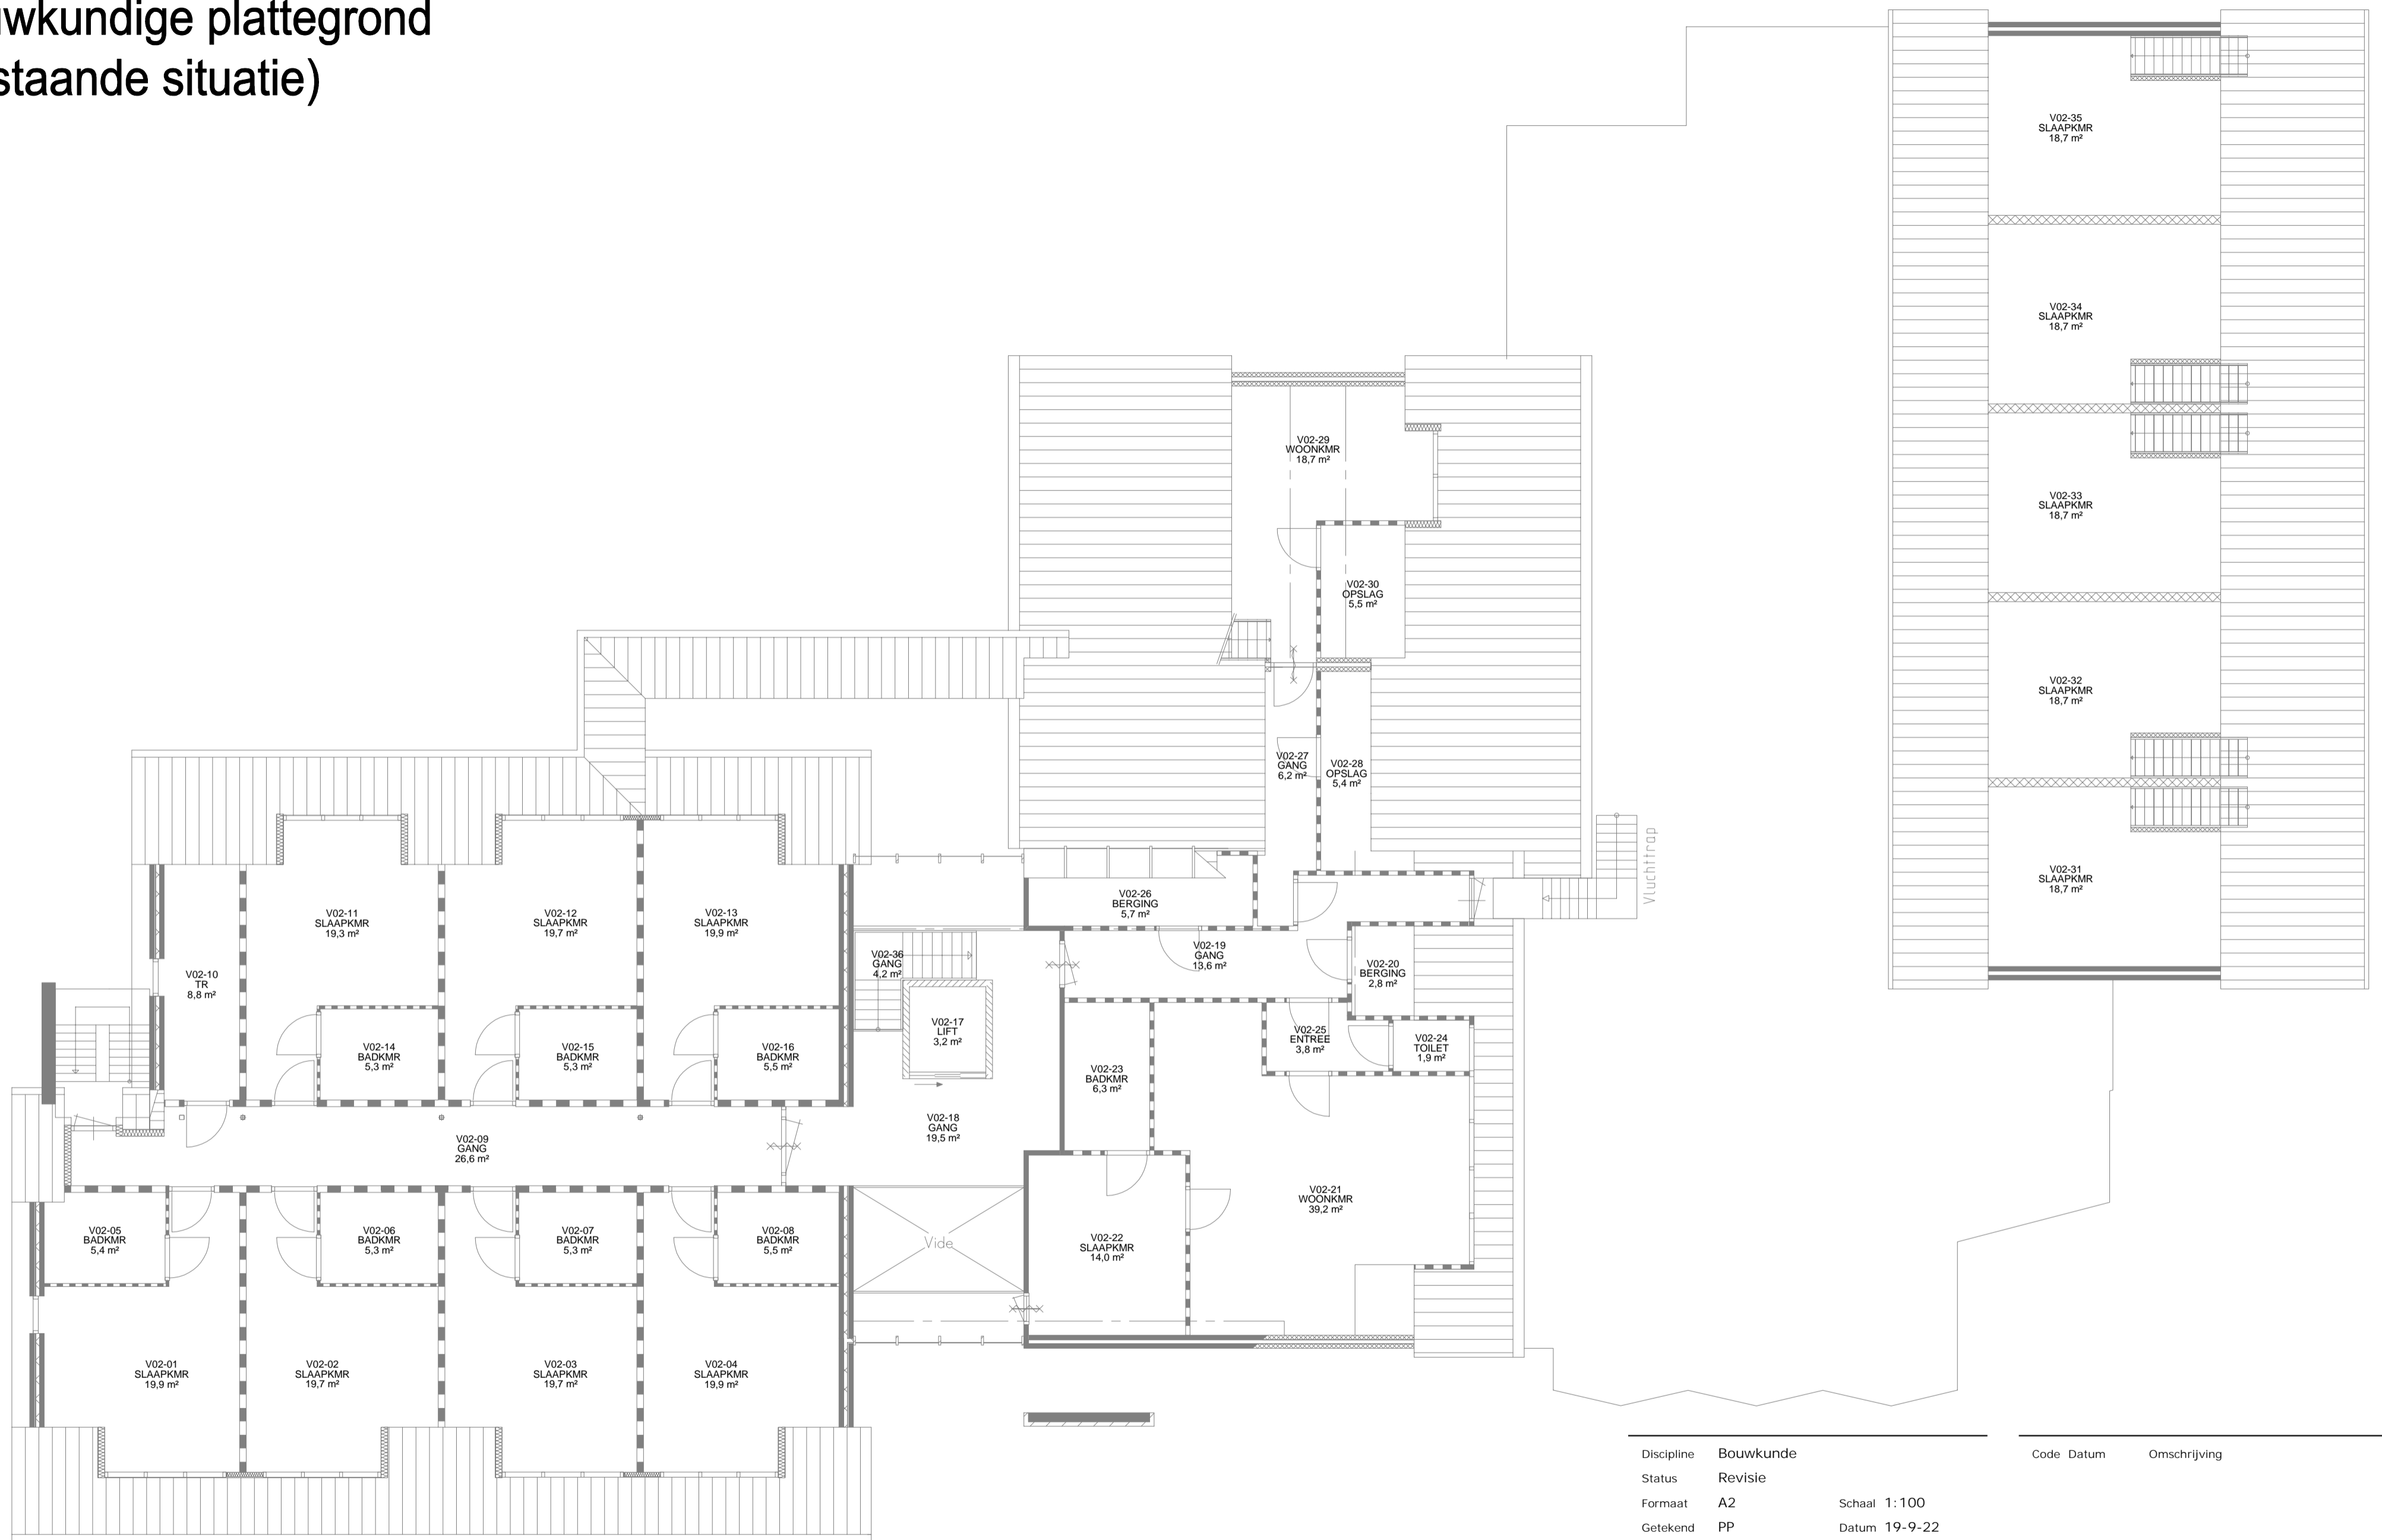 uwkundige plattegrond
staande situatie)
V02-35
SLAAPKMR
18,7 m²
V02-34
SLAAPKMR
18,7 m²
V02-33
SLAAPKMR
18,7 m²
V02-32
SLAAPKMR
18,7 m²
V02-31
SLAAPKMR
18,7 m²
V02-29
WOONKMR
18,7 m²
V02-30
OPSLAG
5,5 m²
V02-27
GANG
6,2 m²
V02-28
OPSLAG
5,4 m²
Vluchttrap
V02-26
BERGING
5,7 m²
V02-19
GANG
13,6 m²
V02-20
BERGING
2,8 m²
V02-25
ENTREE
3,8 m²
V02-24
TOILET
1,9 m²
V02-23
BADKMR
6,3 m²
V02-21
WOONKMR
39,2 m²
V02-22
SLAAPKMR
14,0 m²
V02-36
GANG
4,2 m²
V02-17
LIFT
3,2 m²
V02-18
GANG
19,5 m²
Vide
V02-10
TR
8,8 m²
V02-11
SLAAPKMR
19,3 m²
V02-12
SLAAPKMR
19,7 m²
V02-13
SLAAPKMR
19,9 m²
V02-14
BADKMR
5,3 m²
V02-15
BADKMR
5,3 m²
V02-16
BADKMR
5,5 m²
V02-09
GANG
26,6 m²
V02-05
BADKMR
5,4 m²
V02-06
BADKMR
5,3 m²
V02-07
BADKMR
5,3 m²
V02-08
BADKMR
5,5 m²
V02-01
SLAAPKMR
19,9 m²
V02-02
SLAAPKMR
19,7 m²
V02-03
SLAAPKMR
19,7 m²
V02-04
SLAAPKMR
19,9 m²
Discipline Bouwkunde
Status Revisie
Formaat A2 Schaal 1:100
Getekend PP Datum 19-9-22
Code Datum Omschrijving